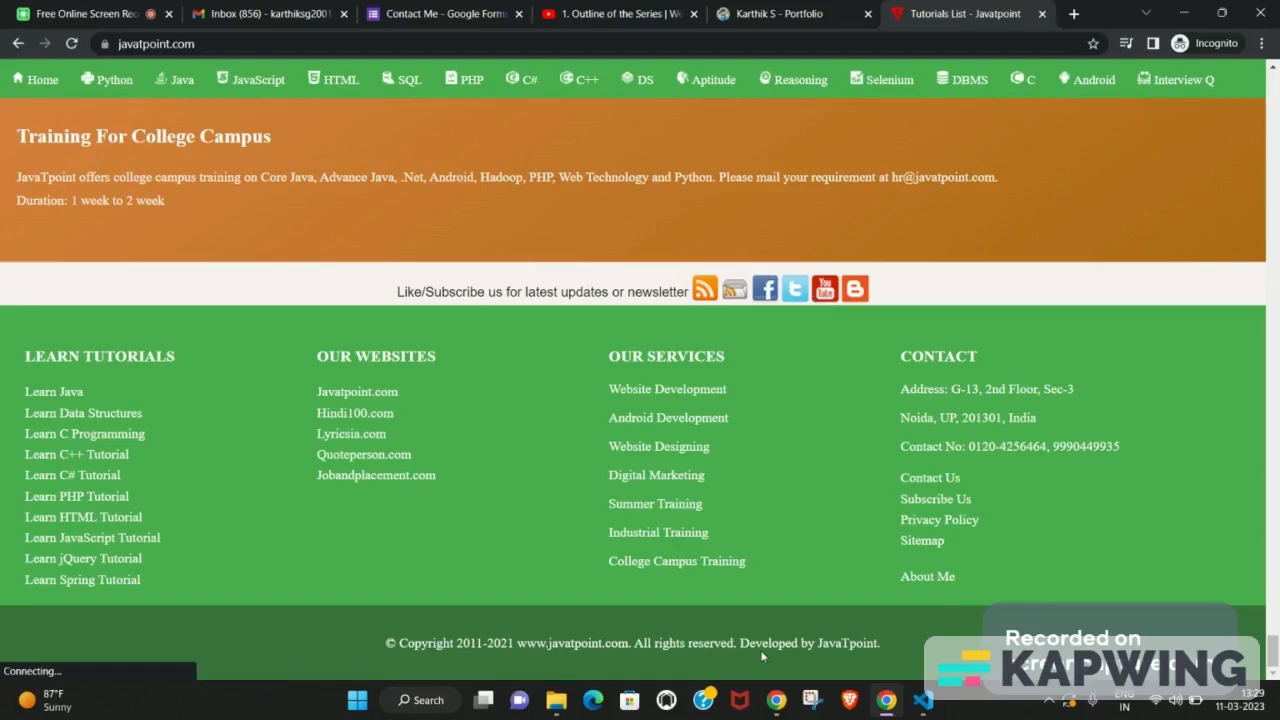 Free Online Screen Rec
Inbox (856) - karthiksg2001
Contact Me - Google Form
1. Outline of the Series | We
Karthik S - Portfolio
Tutorials List - Javatpoint
javatpoint.com
Incognito
Home Python Java JavaScript HTML SQL PHP C# C++ DS Aptitude Reasoning Selenium DBMS C Android Interview Q
Training For College Campus
JavaTpoint offers college campus training on Core Java, Advance Java, .Net, Android, Hadoop, PHP, Web Technology and Python. Please mail your requirement at hr@javatpoint.com.
Duration: 1 week to 2 week
Like/Subscribe us for latest updates or newsletter
You
Tube
LEARN TUTORIALS
Learn Java
Learn Data Structures
Learn C Programming
Learn C++ Tutorial
Learn C# Tutorial
Learn PHP Tutorial
Learn HTML Tutorial
Learn JavaScript Tutorial
Learn jQuery Tutorial
Learn Spring Tutorial
OUR WEBSITES
Javatpoint.com
Hindi100.com
Lyricsia.com
Quoteperson.com
Jobandplacement.com
OUR SERVICES
Website Development
Android Development
Website Designing
Digital Marketing
Summer Training
Industrial Training
College Campus Training
CONTACT
Address: G-13, 2nd Floor, Sec-3
Noida, UP, 201301, India
Contact No: 0120-4256464, 9990449935
Contact Us
Subscribe Us
Privacy Policy
Sitemap
About Me
© Copyright 2011-2021 www.javatpoint.com. All rights reserved. Developed by JavaTpoint.
Recorded on
KAPWING
Connecting...
87°F
Sunny
Search
ENG
IN
13:29
11-03-2023